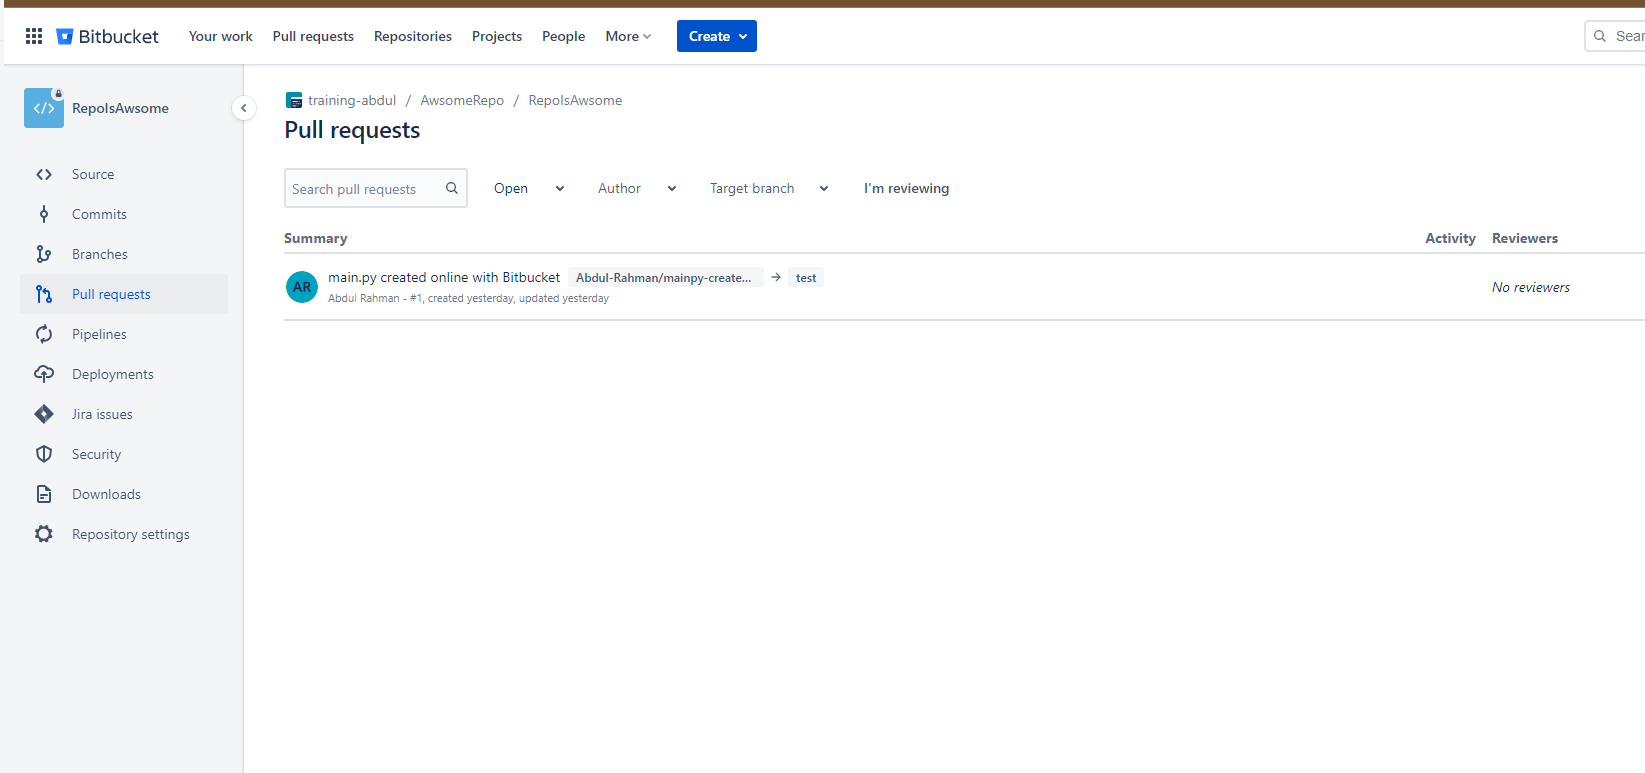 Bitbucket Your work Pull requests Repositories Projects People More Create
RepoIsAwsome
Source
Commits
Branches
Pull requests
Pipelines
Deployments
Jira issues
Security
Downloads
Repository settings
training-abdul / AwsomeRepo / RepoIsAwsome
Pull requests
Search pull requests Open Author Target branch I'm reviewing
Summary Activity Reviewers
AR main.py created online with Bitbucket Abdul-Rahman/mainpy-create... → test
Abdul Rahman - #1, created yesterday, updated yesterday
No reviewers